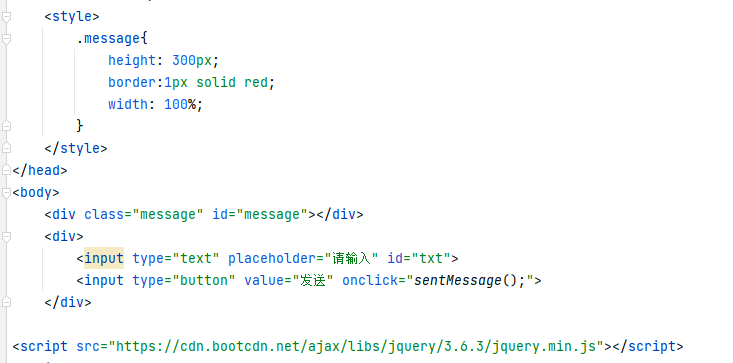 <style>
.message{
height: 300px;
border:1px solid red;
width: 100%;
}
</style>
</head>
<body>
<div class="message" id="message"></div>
<div>
<input type="text" placeholder="请输入" id="txt">
<input type="button" value="发送" onclick="sentMessage();">
</div>
<script src="https://cdn.bootcdn.net/ajax/libs/jquery/3.6.3/jquery.min.js"></script>